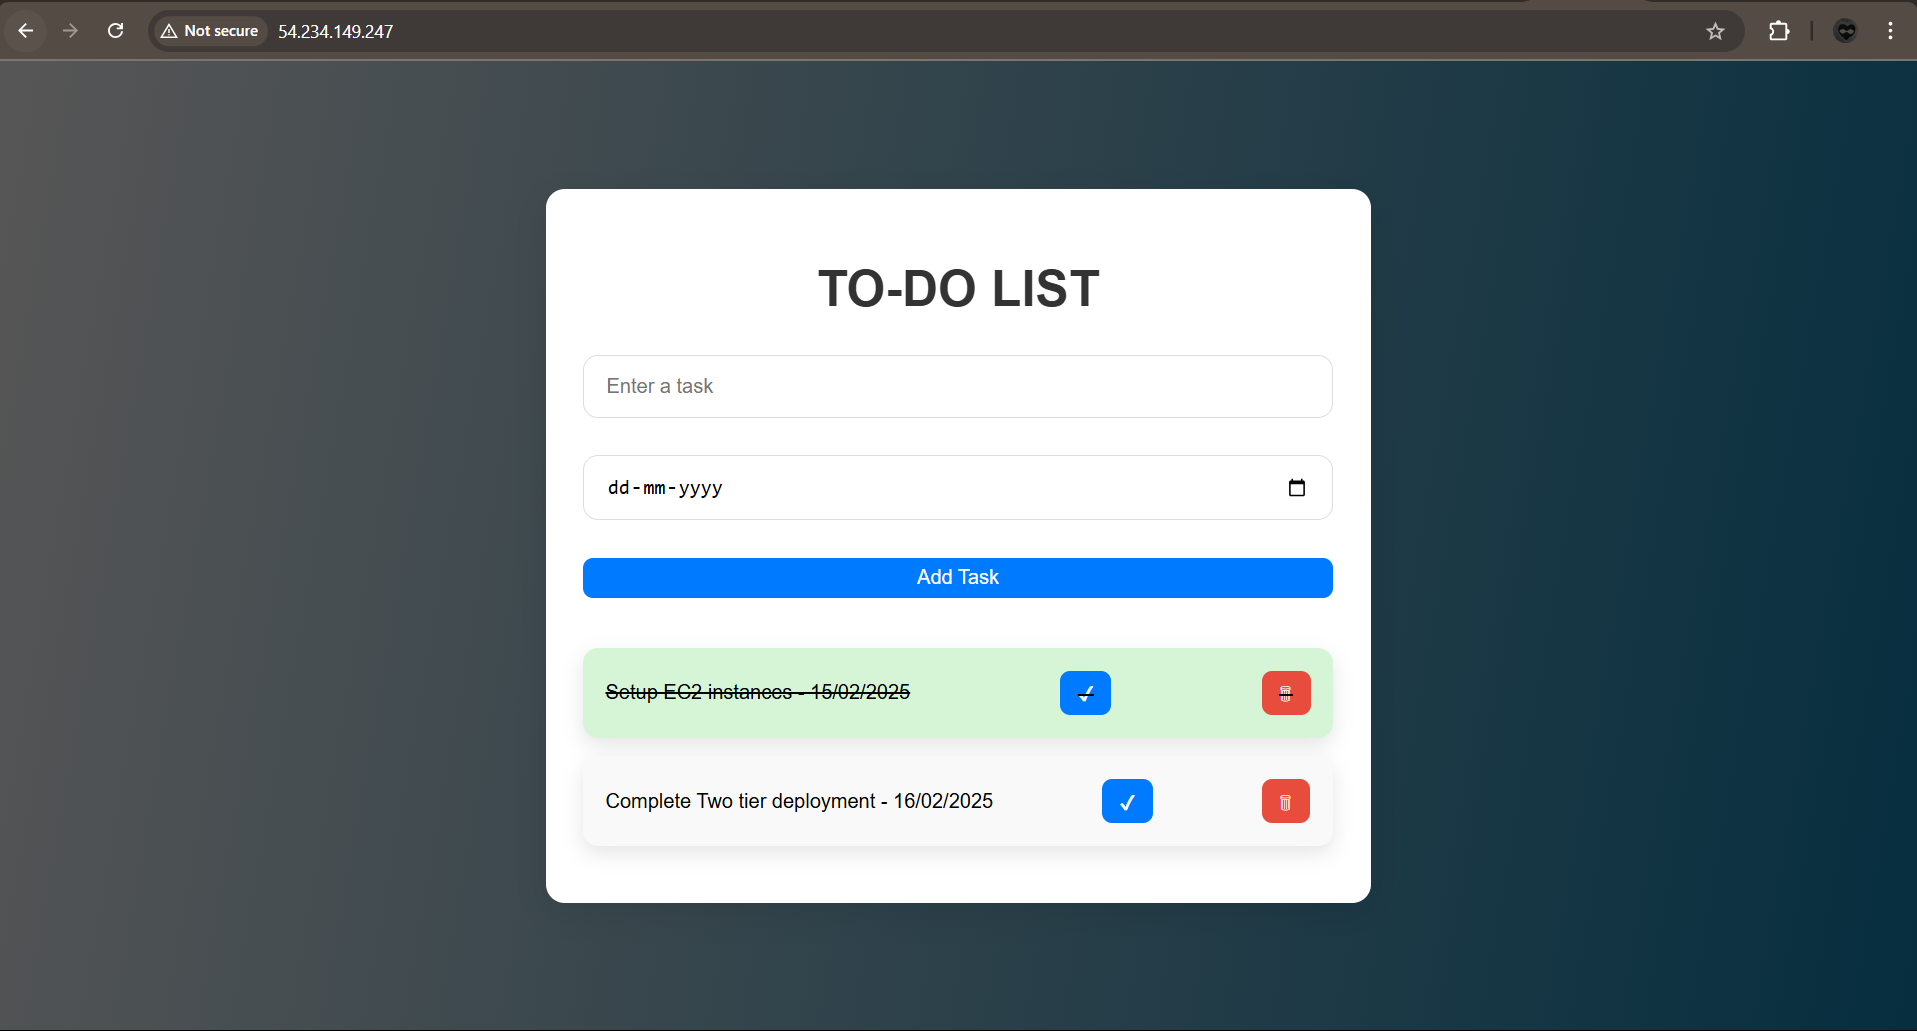 Not secure 54.234.149.247
TO-DO LIST
Enter a task
dd-mm-yyyy
Add Task
Setup EC2 instances - 15/02/2025
Complete Two tier deployment - 16/02/2025